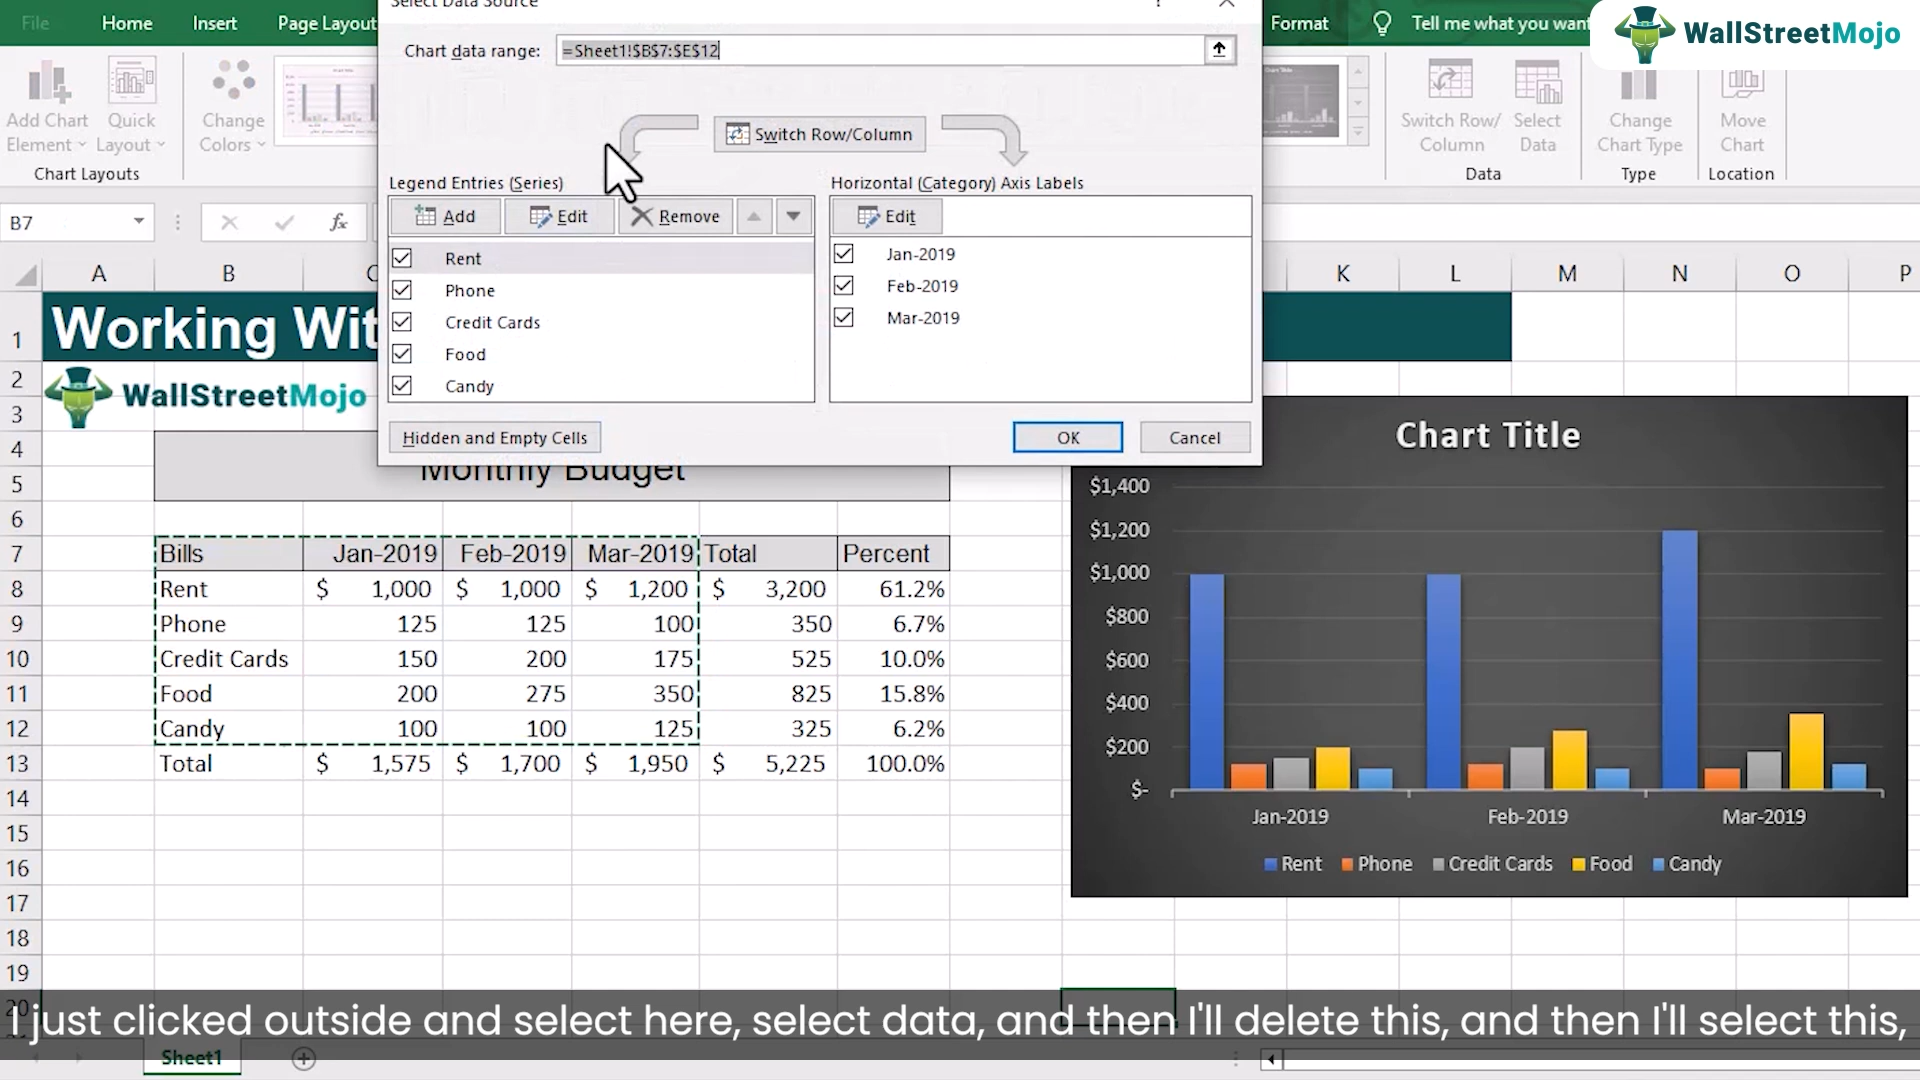 Select Data Source ?
File Home Insert Page Layout Format Tell me what you want WallStreetMojo
Chart data range: =Sheet1!$B$7:$E$12
Add Chart Element
Quick Layout
Change Colors
Chart Layouts
Switch Row/Column
Switch Row/ Column
Select Data
Data
Change Chart Type
Type
Move Chart
Location
Legend Entries (Series)
Horizontal (Category) Axis Labels
Add Edit Remove
Edit
Rent
Phone
Credit Cards
Food
Candy
Jan-2019
Feb-2019
Mar-2019
Hidden and Empty Cells OK Cancel
B7 fx
A B C K L M N O P
1 Working Wit
2
3 WallStreetMojo
4
5 Monthly Budget
6
7 Bills Jan-2019 Feb-2019 Mar-2019 Total Percent
8 Rent $ 1,000 $ 1,000 $ 1,200 $ 3,200 61.2%
9 Phone 125 125 100 350 6.7%
10 Credit Cards 150 200 175 525 10.0%
11 Food 200 275 350 825 15.8%
12 Candy 100 100 125 325 6.2%
13 Total $ 1,575 $ 1,700 $ 1,950 $ 5,225 100.0%
14
15
16
17
18
19
20
Chart Title
$1,400
$1,200
$1,000
$800
$600
$400
$200
$-
Jan-2019 Feb-2019 Mar-2019
Rent Phone Credit Cards Food Candy
I just clicked outside and select here, select data, and then I'll delete this, and then I'll select this,
Sheet1